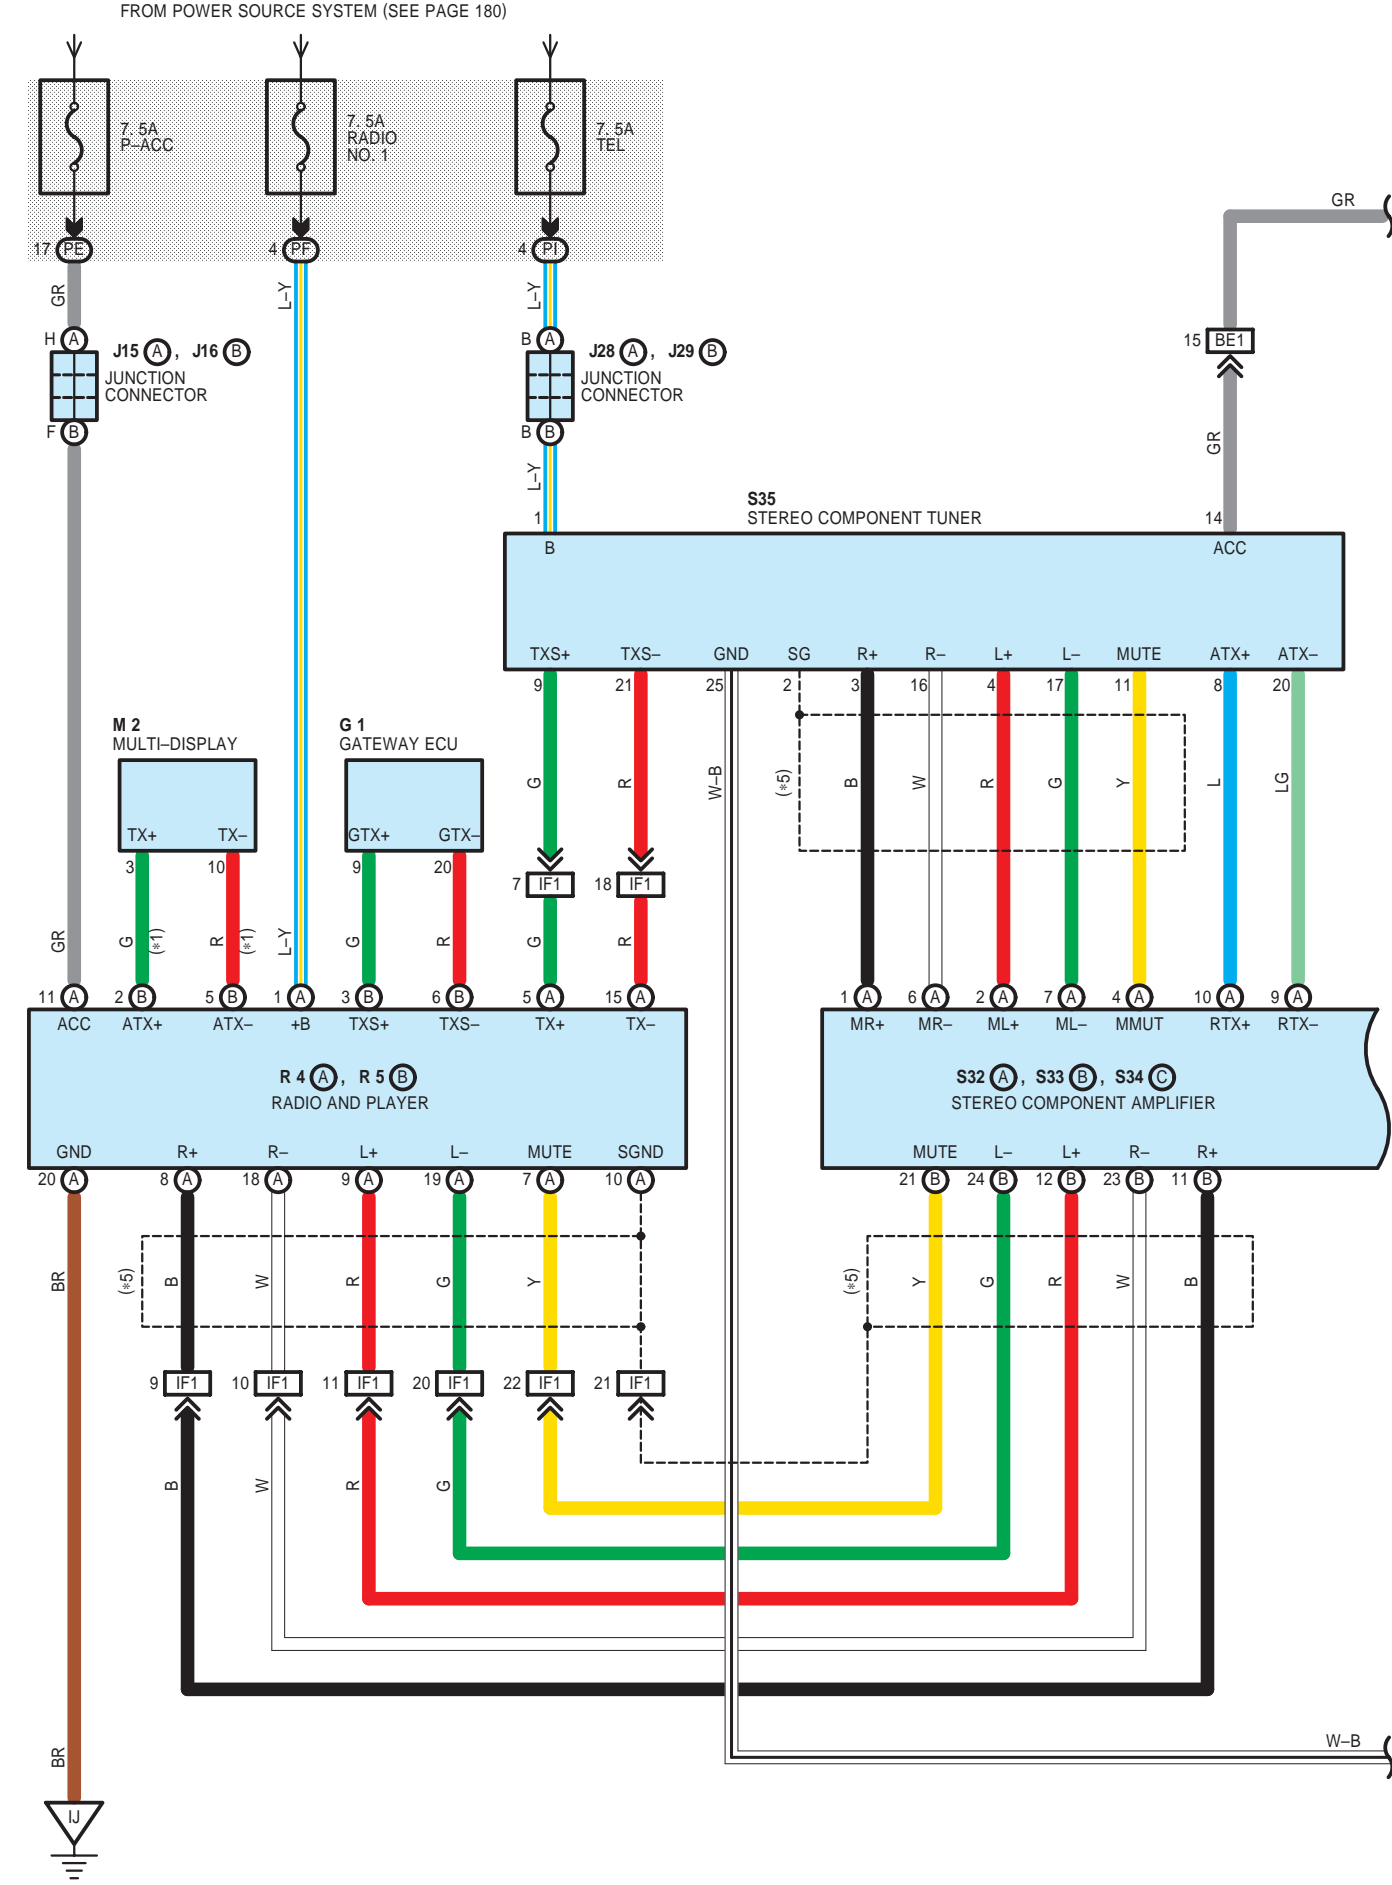 FROM POWER SOURCE SYSTEM (SEE PAGE 180)
7. 5A
P–ACC
7. 5A
RADIO
NO. 1
7. 5A
TEL
17 PE
4 PF
4 PI
GR
L–Y
L–Y
GR
H A
J15 A , J16 B
JUNCTION
CONNECTOR
F B
B A
J28 A , J29 B
JUNCTION
CONNECTOR
B B
15 BE1
L–Y
GR
S35
STEREO COMPONENT TUNER
1
14
B
ACC
TXS+ TXS– GND SG R+ R– L+ L– MUTE ATX+ ATX–
9 21 25 2 3 16 4 17 11 8 20
G R W–B (*5) B W R G Y L LG
M 2
MULTI–DISPLAY
TX+ TX–
3 10
G 1
GATEWAY ECU
GTX+ GTX–
9 20
7 IF1
18 IF1
GR G (*1) R (*1) L–Y G R G R
11 A 2 B 5 B 1 A 3 B 6 B 5 A 15 A
ACC ATX+ ATX– +B TXS+ TXS– TX+ TX–
R 4 A , R 5 B
RADIO AND PLAYER
GND R+ R– L+ L– MUTE SGND
20 A 8 A 18 A 9 A 19 A 7 A 10 A
1 A 6 A 2 A 7 A 4 A 10 A 9 A
MR+ MR– ML+ ML– MMUT RTX+ RTX–
S32 A , S33 B , S34 C
STEREO COMPONENT AMPLIFIER
MUTE L– L+ R– R+
21 B 24 B 12 B 23 B 11 B
BR (*5) B W R G Y
(*5) Y G R W B
9 IF1 10 IF1 11 IF1 20 IF1 22 IF1 21 IF1
B W R G
W–B
BR
IJ